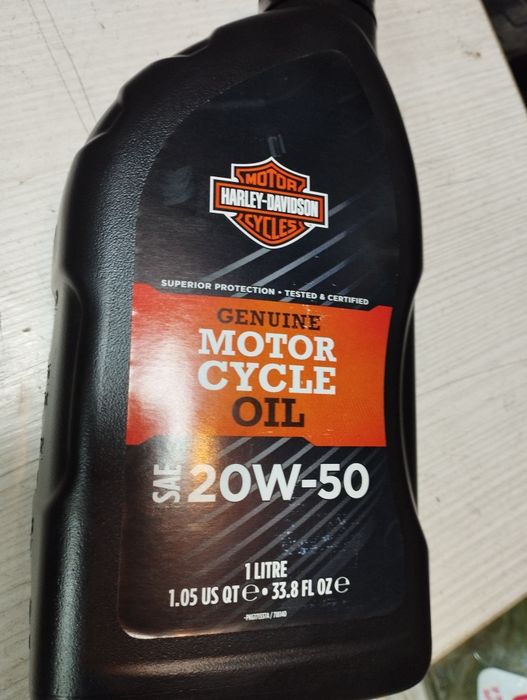 MOTOR
HARLEY-DAVIDSON
CYCLES
SUPERIOR PROTECTION • TESTED & CERTIFIED
GENUINE
MOTOR
CYCLE
OIL
SAE 20W-50
1 LITRE
1.05 US QT ℮ • 33.8 FL OZ ℮